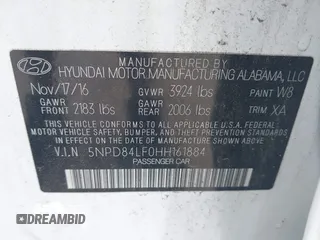 MANUFACTURED BY
HYUNDAI MOTOR MANUFACTURING ALABAMA, LLC
Nov/17/16 GVWR 3924 lbs PAINT W8
GAWR FRONT 2183 lbs GAWR REAR 2006 lbs TRIM XA
THIS VEHICLE CONFORMS TO ALL APPLICABLE
FEDERAL MOTOR VEHICLE SAFETY, BUMPER, AND THEFT
PREVENTION STANDARDS IN EFFECT ON THE DATE OF
MANUFACTURE SHOWN ABOVE.
V.I.N 5NPD84LF0HH161884
PASSENGER CAR